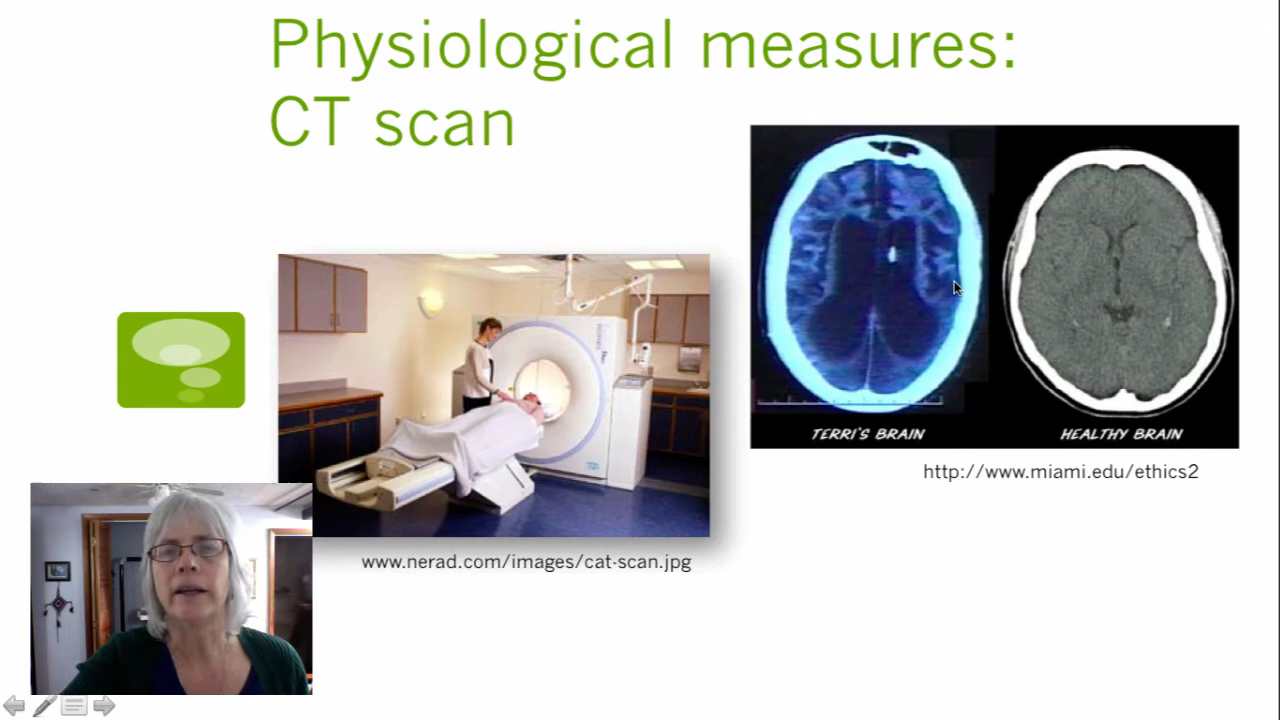 Physiological measures:
CT scan
TERRI'S BRAIN
HEALTHY BRAIN
http://www.miami.edu/ethics2
www.nerad.com/images/cat-scan.jpg